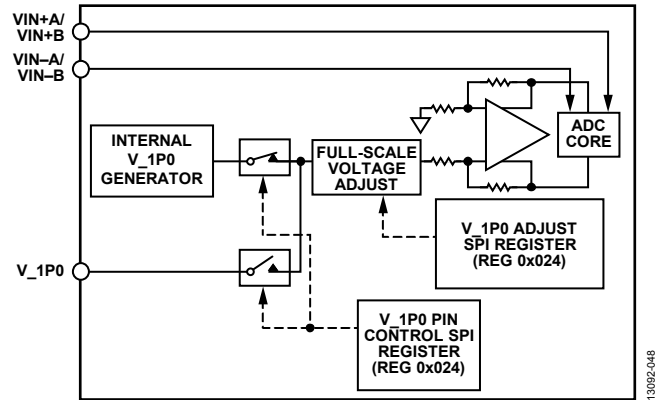 VIN+A/
VIN+B
VIN–A/
VIN–B
INTERNAL
V_1P0
GENERATOR
FULL-SCALE
VOLTAGE
ADJUST
ADC
CORE
V_1P0 ADJUST
SPI REGISTER
(REG 0x024)
V_1P0
V_1P0 PIN
CONTROL SPI
REGISTER
(REG 0x024)
13092-048